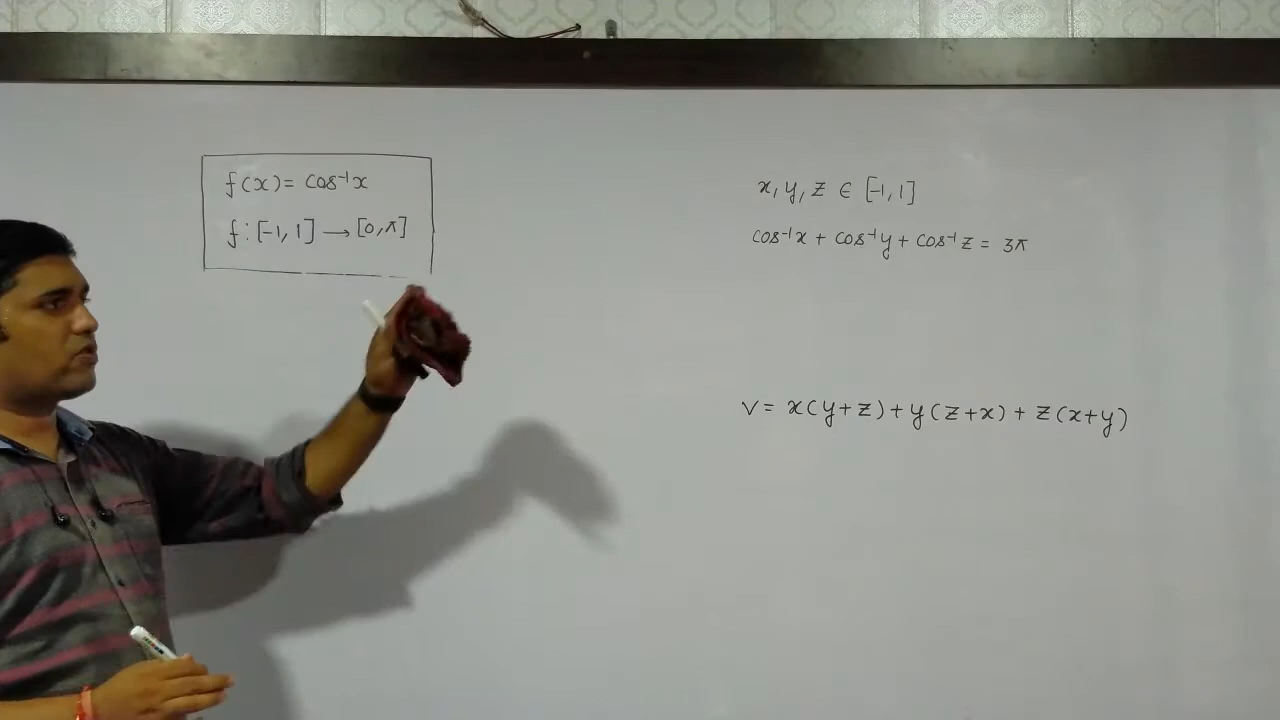 f(x) = cos⁻¹x
f : [-1, 1] → [0, π]
x, y, z ∈ [-1, 1]
cos⁻¹x + cos⁻¹y + cos⁻¹z = 3π
V = x(y+z) + y(z+x) + z(x+y)